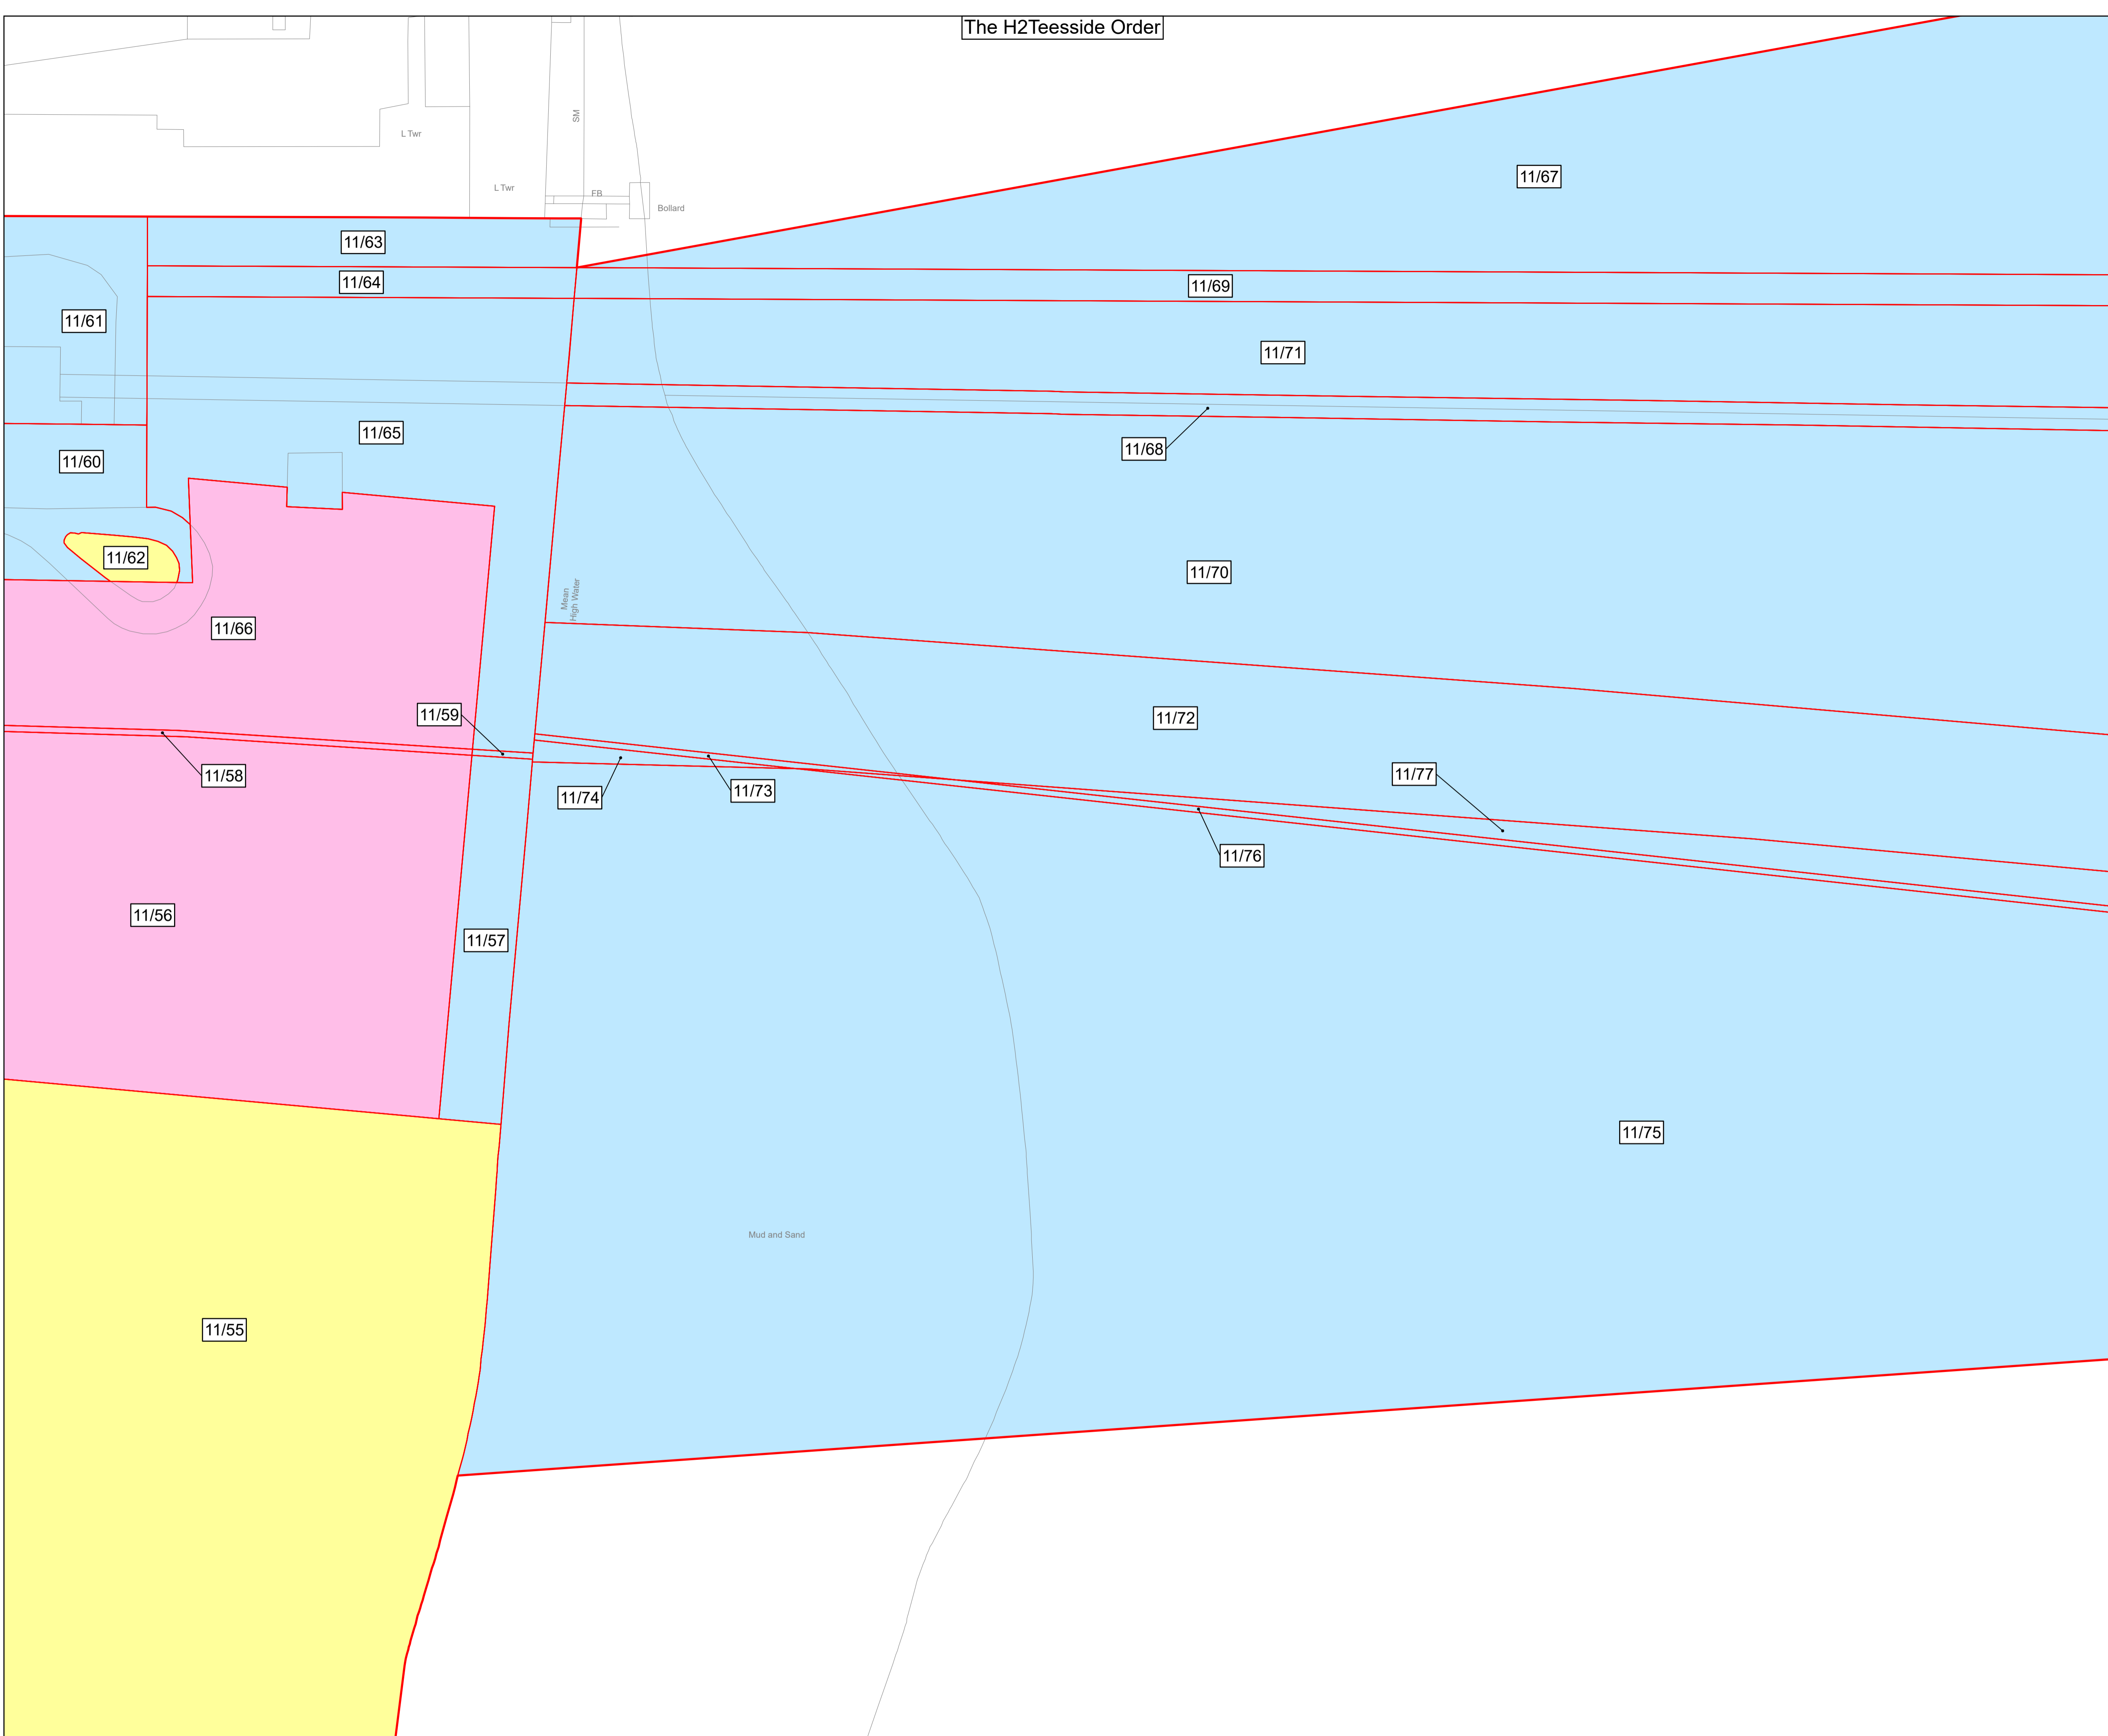 The H2Teesside Order
SM
L Twr
L Twr
FB
Bollard
11/67
11/63
11/64
11/69
11/61
11/71
11/65
11/68
11/60
11/62
11/70
Mean
High Water
11/66
11/59
11/72
11/58
11/74
11/73
11/77
11/76
11/56
11/57
11/75
Mud and Sand
11/55